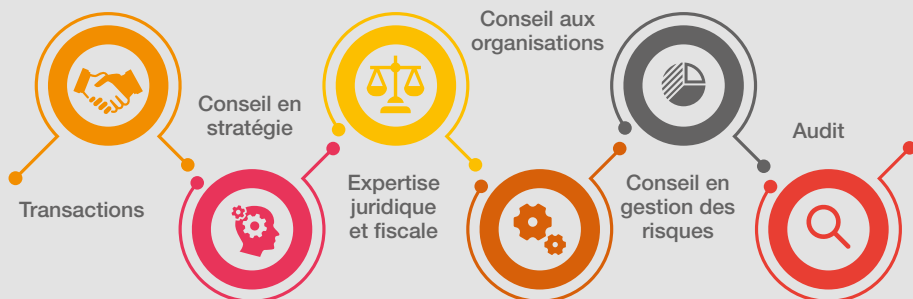 Transactions
Conseil en
stratégie
Expertise
juridique
et fiscale
Conseil aux
organisations
Conseil en
gestion des
risques
Audit